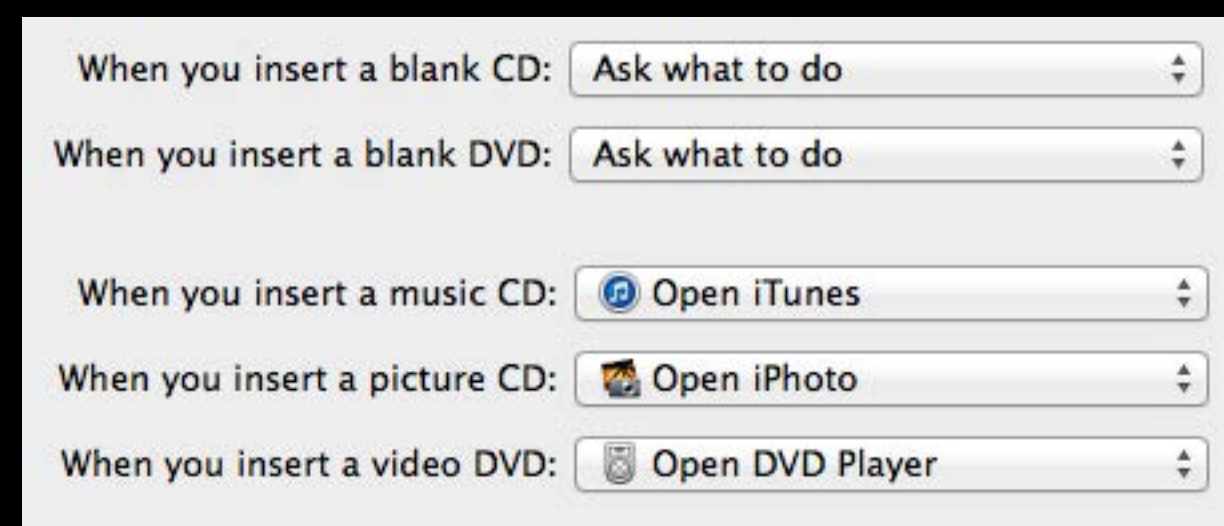 When you insert a blank CD: Ask what to do
When you insert a blank DVD: Ask what to do
When you insert a music CD: Open iTunes
When you insert a picture CD: Open iPhoto
When you insert a video DVD: Open DVD Player